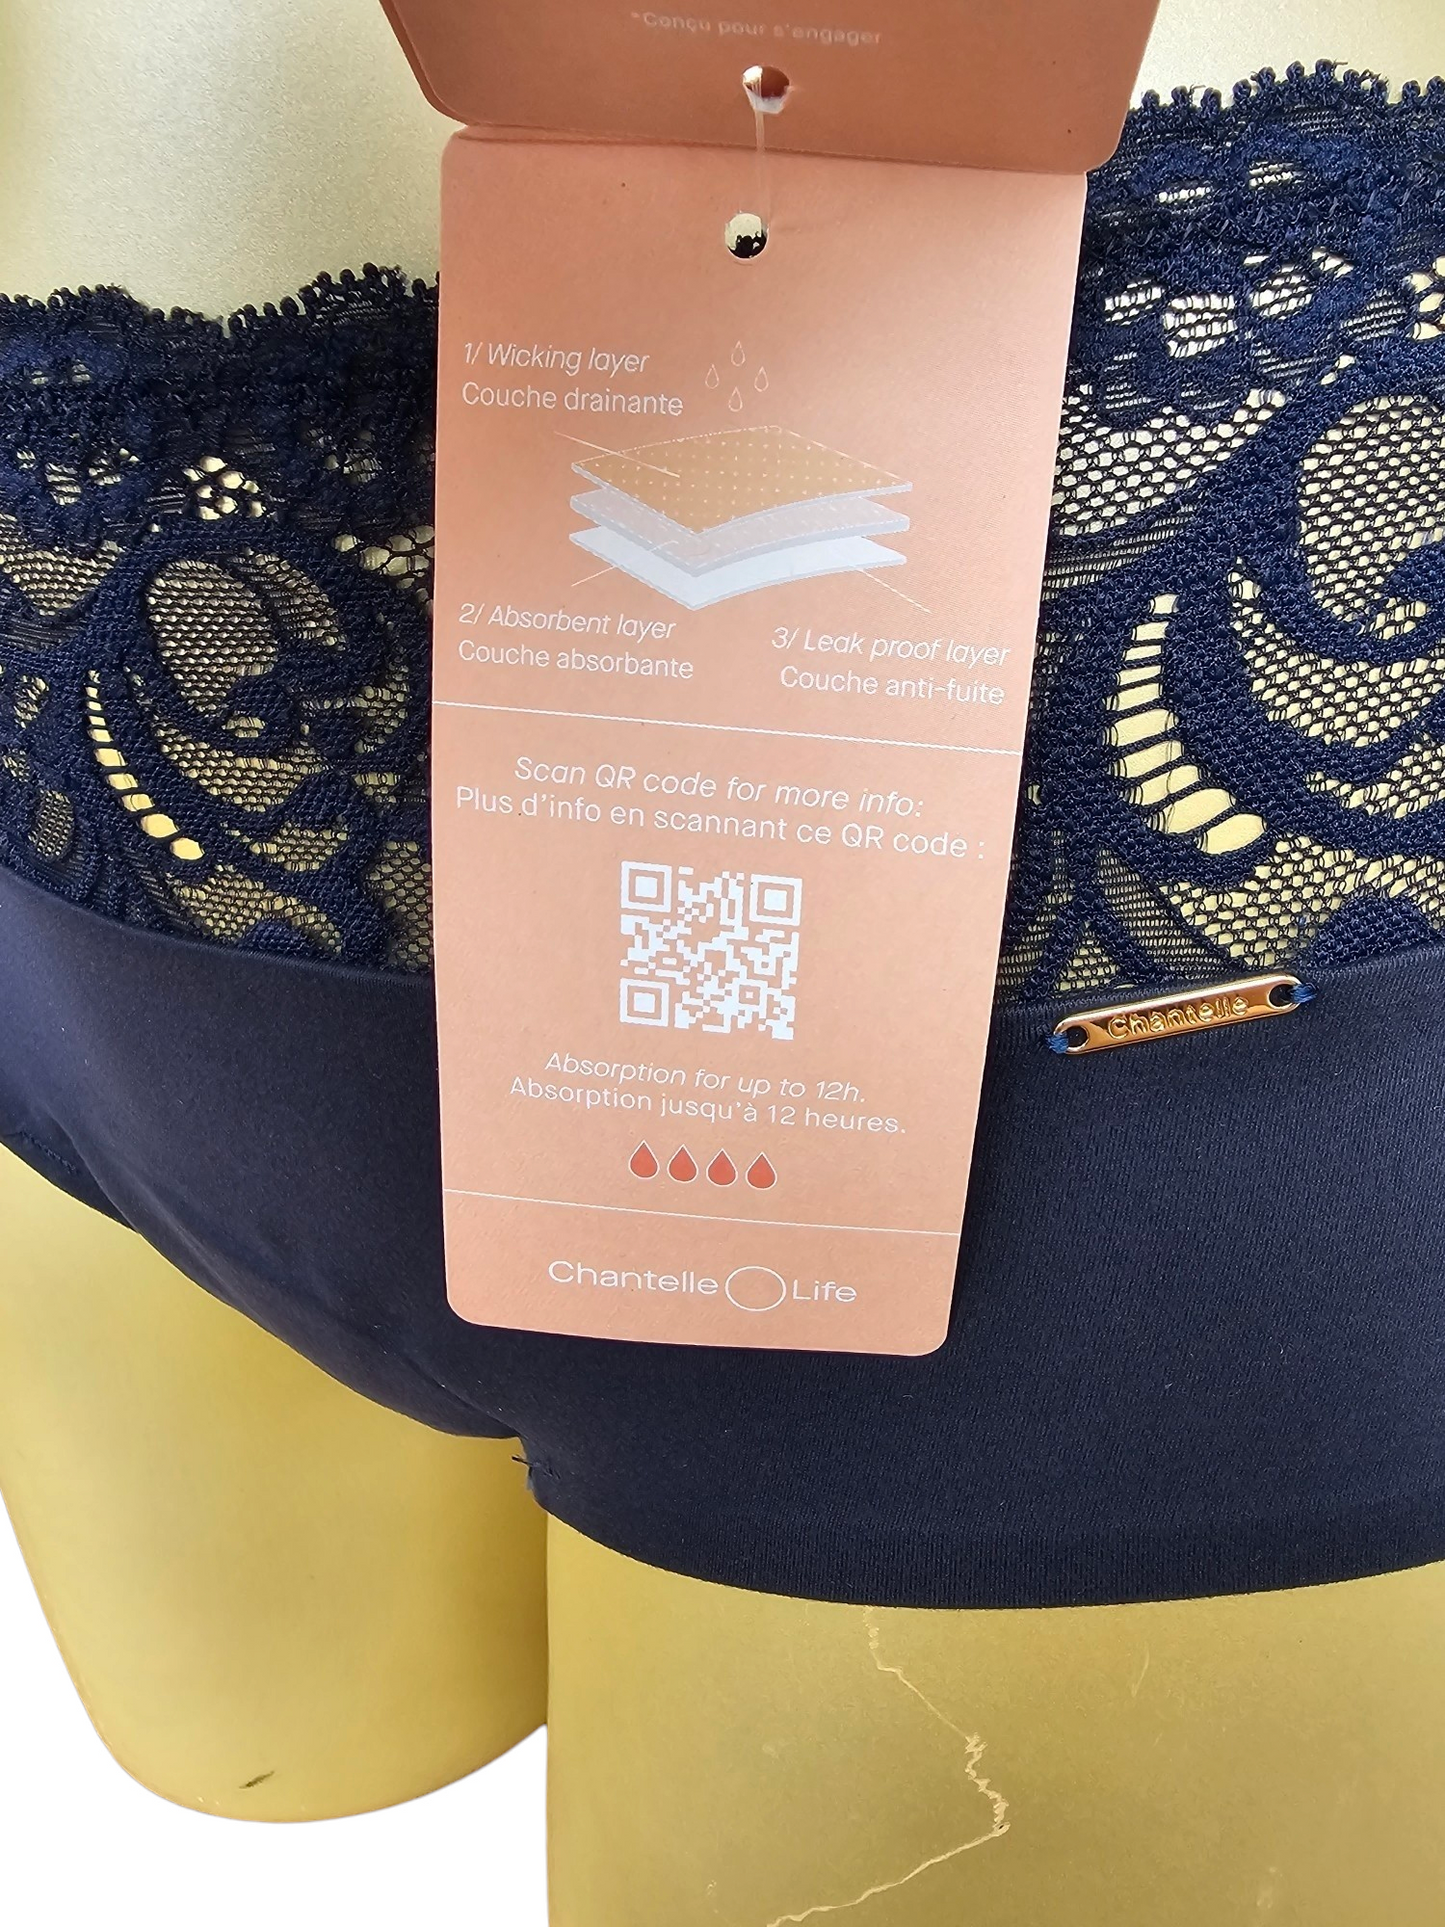 *Conçu pour s'engager
1/ Wicking layer
Couche drainante
2/ Absorbent layer
Couche absorbante
3/ Leak proof layer
Couche anti-fuite
Scan QR code for more info:
Plus d'info en scannant ce QR code :
Chantelle
Absorption for up to 12h.
Absorption jusqu'à 12 heures.
Chantelle Life